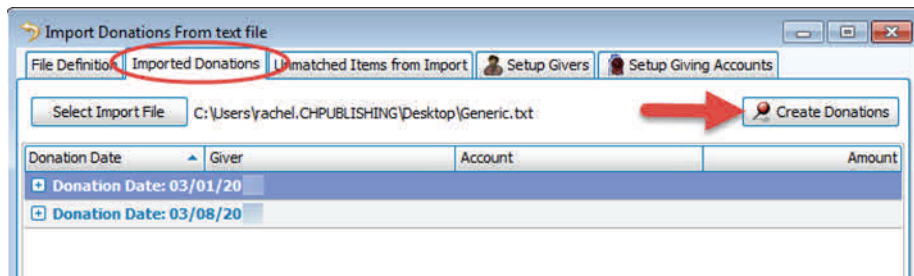 Import Donations From text file
File Definition Imported Donations Unmatched Items from Import Setup Givers Setup Giving Accounts
Select Import File C:\Users\rachel.CHPUBLISHING\Desktop\Generic.txt Create Donations
Donation Date Giver Account Amount
Donation Date: 03/01/20
Donation Date: 03/08/20